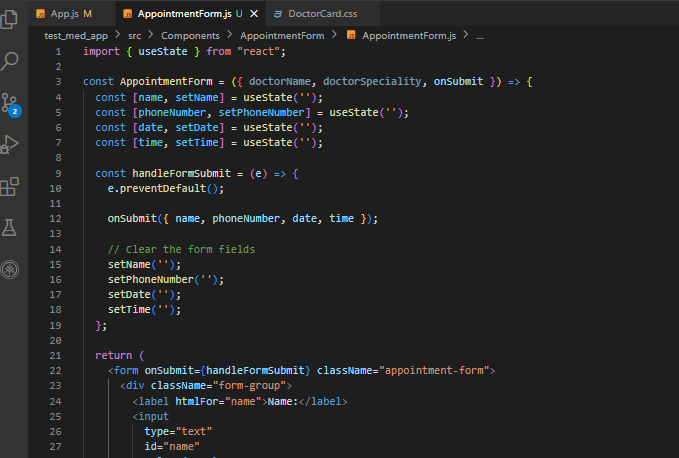 App.js M AppointmentForm.js U DoctorCard.css
test_med_app > src > Components > AppointmentForm > AppointmentForm.js > ...
1 import { useState } from "react";
2
3 const AppointmentForm = ({ doctorName, doctorSpeciality, onSubmit }) => {
4 const [name, setName] = useState('');
5 const [phoneNumber, setPhoneNumber] = useState('');
6 const [date, setDate] = useState('');
7 const [time, setTime] = useState('');
8
9 const handleFormSubmit = (e) => {
10 e.preventDefault();
11
12 onSubmit({ name, phoneNumber, date, time });
13
14 // Clear the form fields
15 setName('');
16 setPhoneNumber('');
17 setDate('');
18 setTime('');
19 };
20
21 return (
22 <form onSubmit={handleFormSubmit} className="appointment-form">
23 <div className="form-group">
24 <label htmlFor="name">Name:</label>
25 <input
26 type="text"
27 id="name"
2